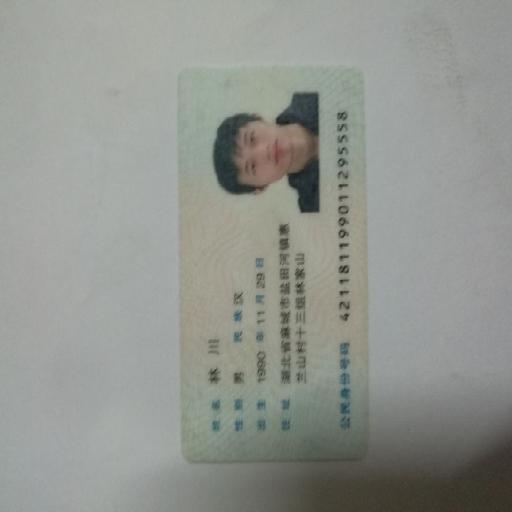 姓名 林川
性别 男 民族 汉
出生 1990 年 11 月 29 日
住址 湖北省麻城市盐田河镇惠
兰山村十三组林家山
公民身份号码 421181199011295558